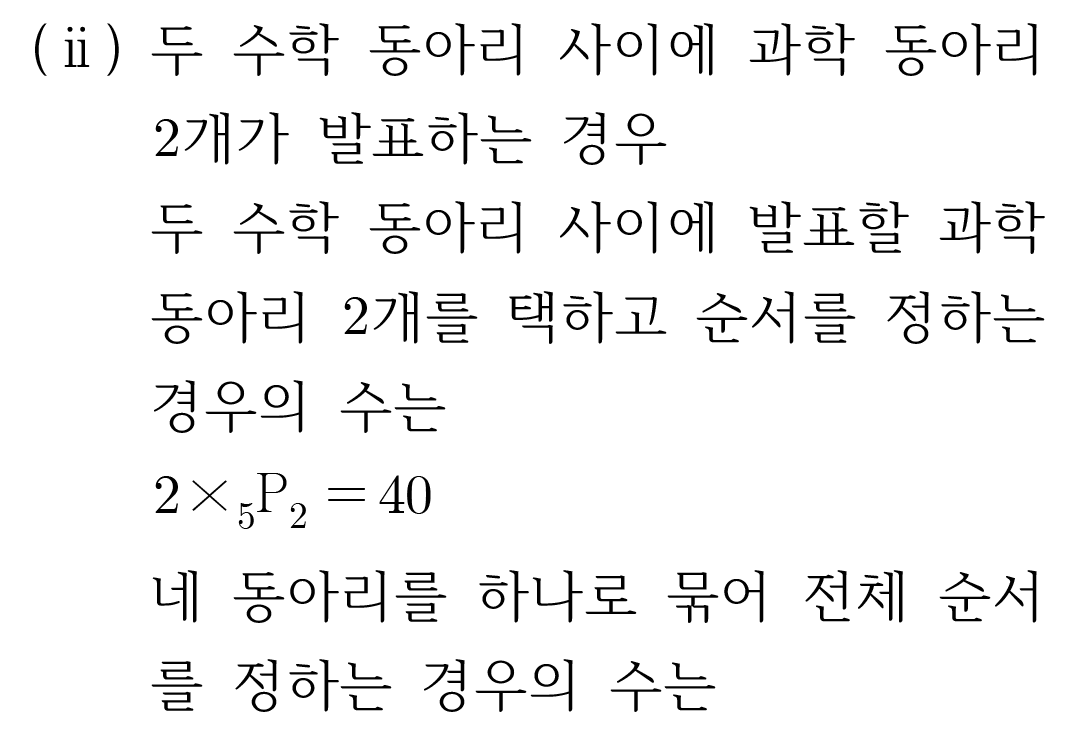 (ⅱ) 두 수학 동아리 사이에 과학 동아리
2개가 발표하는 경우
두 수학 동아리 사이에 발표할 과학
동아리 2개를 택하고 순서를 정하는
경우의 수는
2×₅P₂=40
네 동아리를 하나로 묶어 전체 순서
를 정하는 경우의 수는